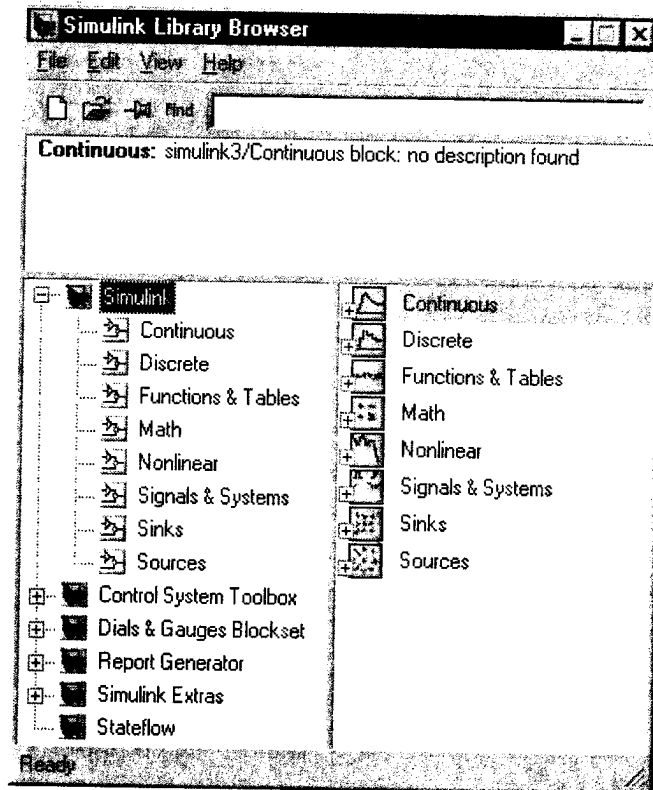 Simulink Library Browser
File Edit View Help
Find
Continuous: simulink3/Continuous block: no description found
Simulink
Continuous
Discrete
Functions & Tables
Math
Nonlinear
Signals & Systems
Sinks
Sources
Control System Toolbox
Dials & Gauges Blockset
Report Generator
Simulink Extras
Stateflow
Continuous
Discrete
Functions & Tables
Math
Nonlinear
Signals & Systems
Sinks
Sources
Ready